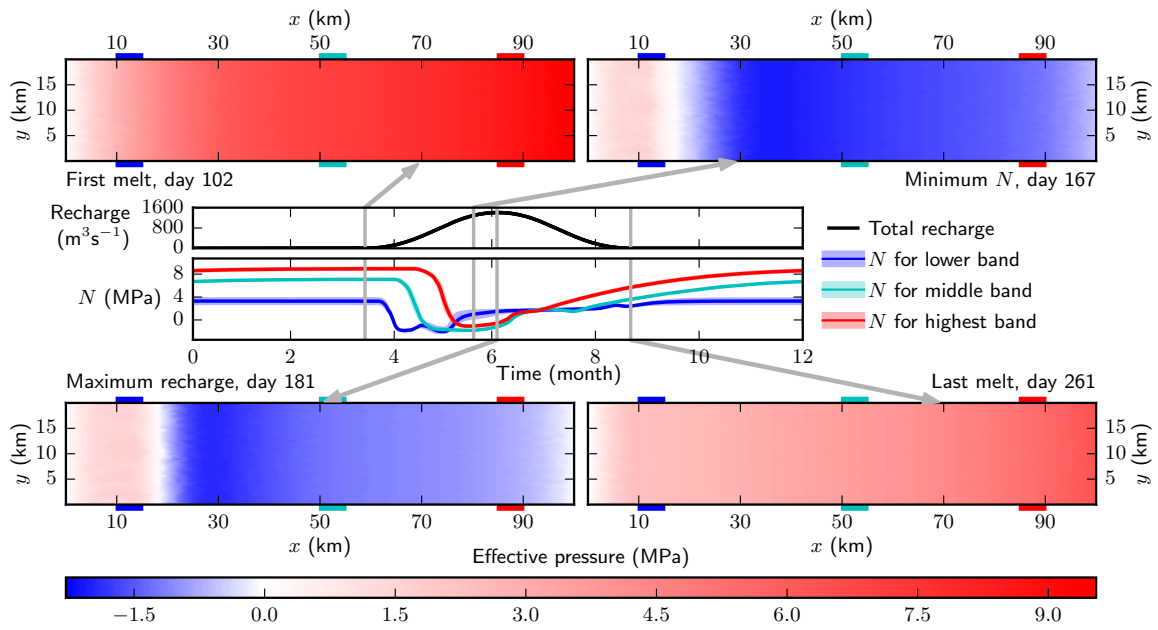 x (km)
x (km)
10 30 50 70 90
10 30 50 70 90
y (km)
15
10
5
15
10
5
y (km)
First melt, day 102
Minimum N, day 167
Recharge
(m³s⁻¹)
1600
800
0
N (MPa)
8
4
0
0 2 4 6 8 10 12
Time (month)
Total recharge
N for lower band
N for middle band
N for highest band
Maximum recharge, day 181
Last melt, day 261
y (km)
15
10
5
15
10
5
y (km)
10 30 50 70 90
10 30 50 70 90
x (km)
x (km)
Effective pressure (MPa)
−1.5 0.0 1.5 3.0 4.5 6.0 7.5 9.0